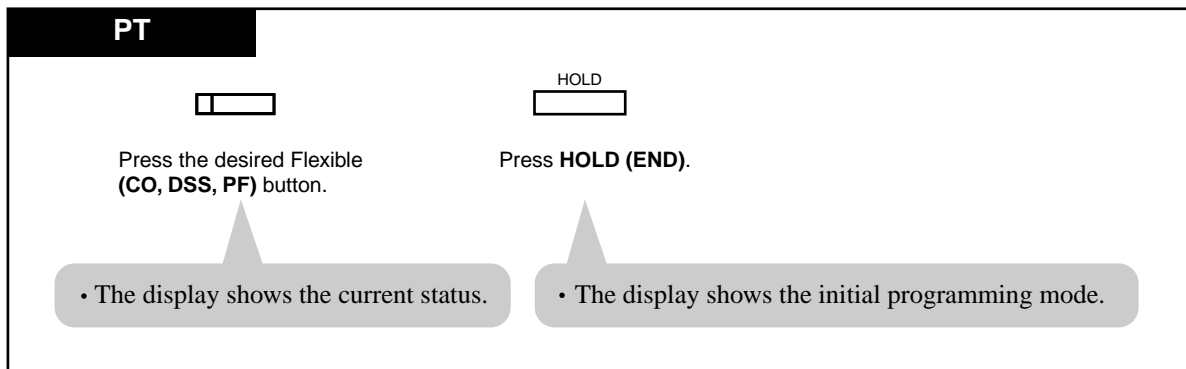 PT
HOLD
Press the desired Flexible
(CO, DSS, PF) button.
Press HOLD (END).
• The display shows the current status.
• The display shows the initial programming mode.